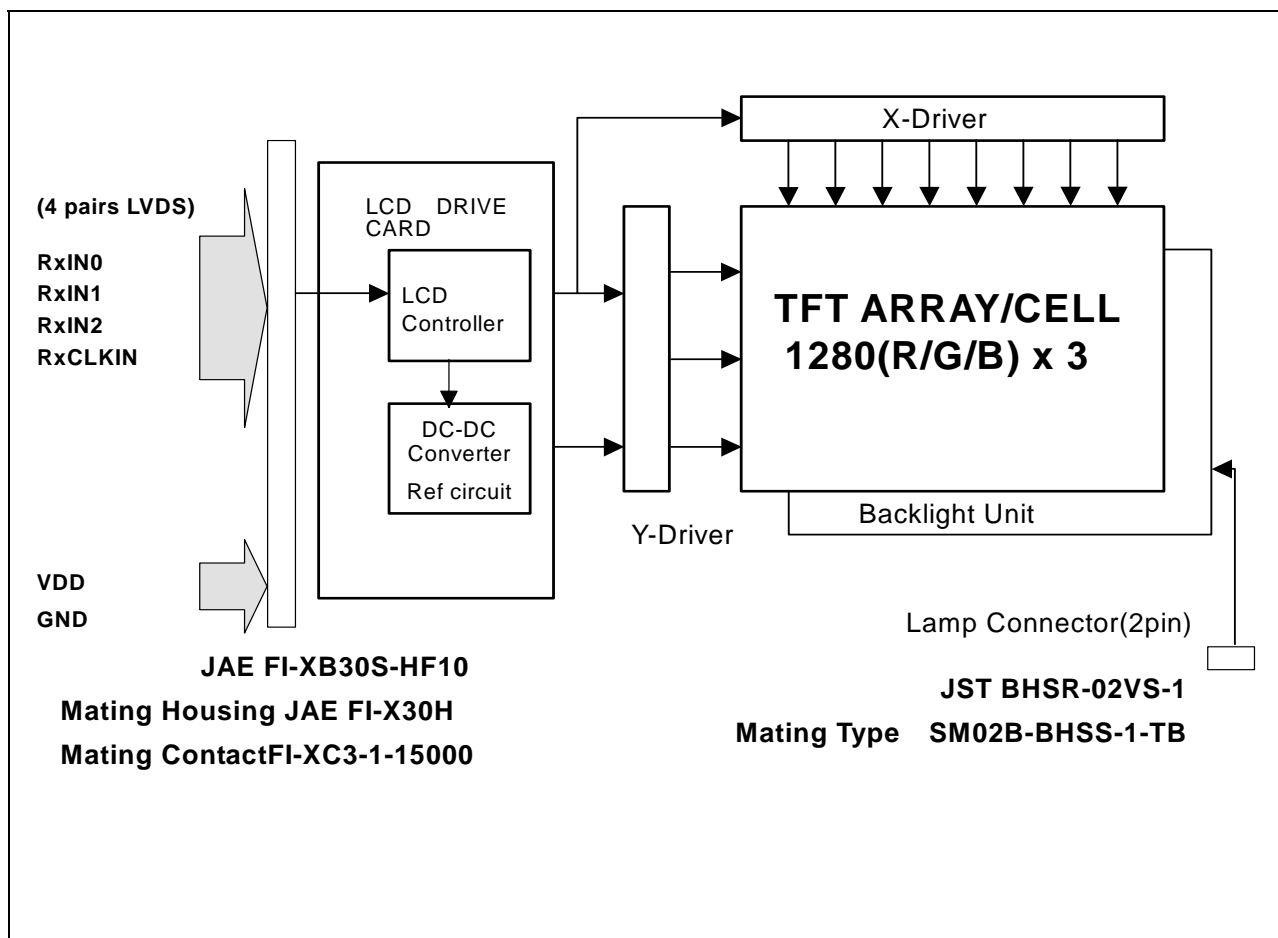 X-Driver
(4 pairs LVDS)
RxIN0
RxIN1
RxIN2
RxCLKIN
LCD DRIVE
CARD
LCD
Controller
DC-DC
Converter
Ref circuit
TFT ARRAY/CELL
1280(R/G/B) x 3
Y-Driver
Backlight Unit
VDD
GND
Lamp Connector(2pin)
JAE FI-XB30S-HF10
Mating Housing JAE FI-X30H
Mating ContactFI-XC3-1-15000
JST BHSR-02VS-1
Mating Type SM02B-BHSS-1-TB